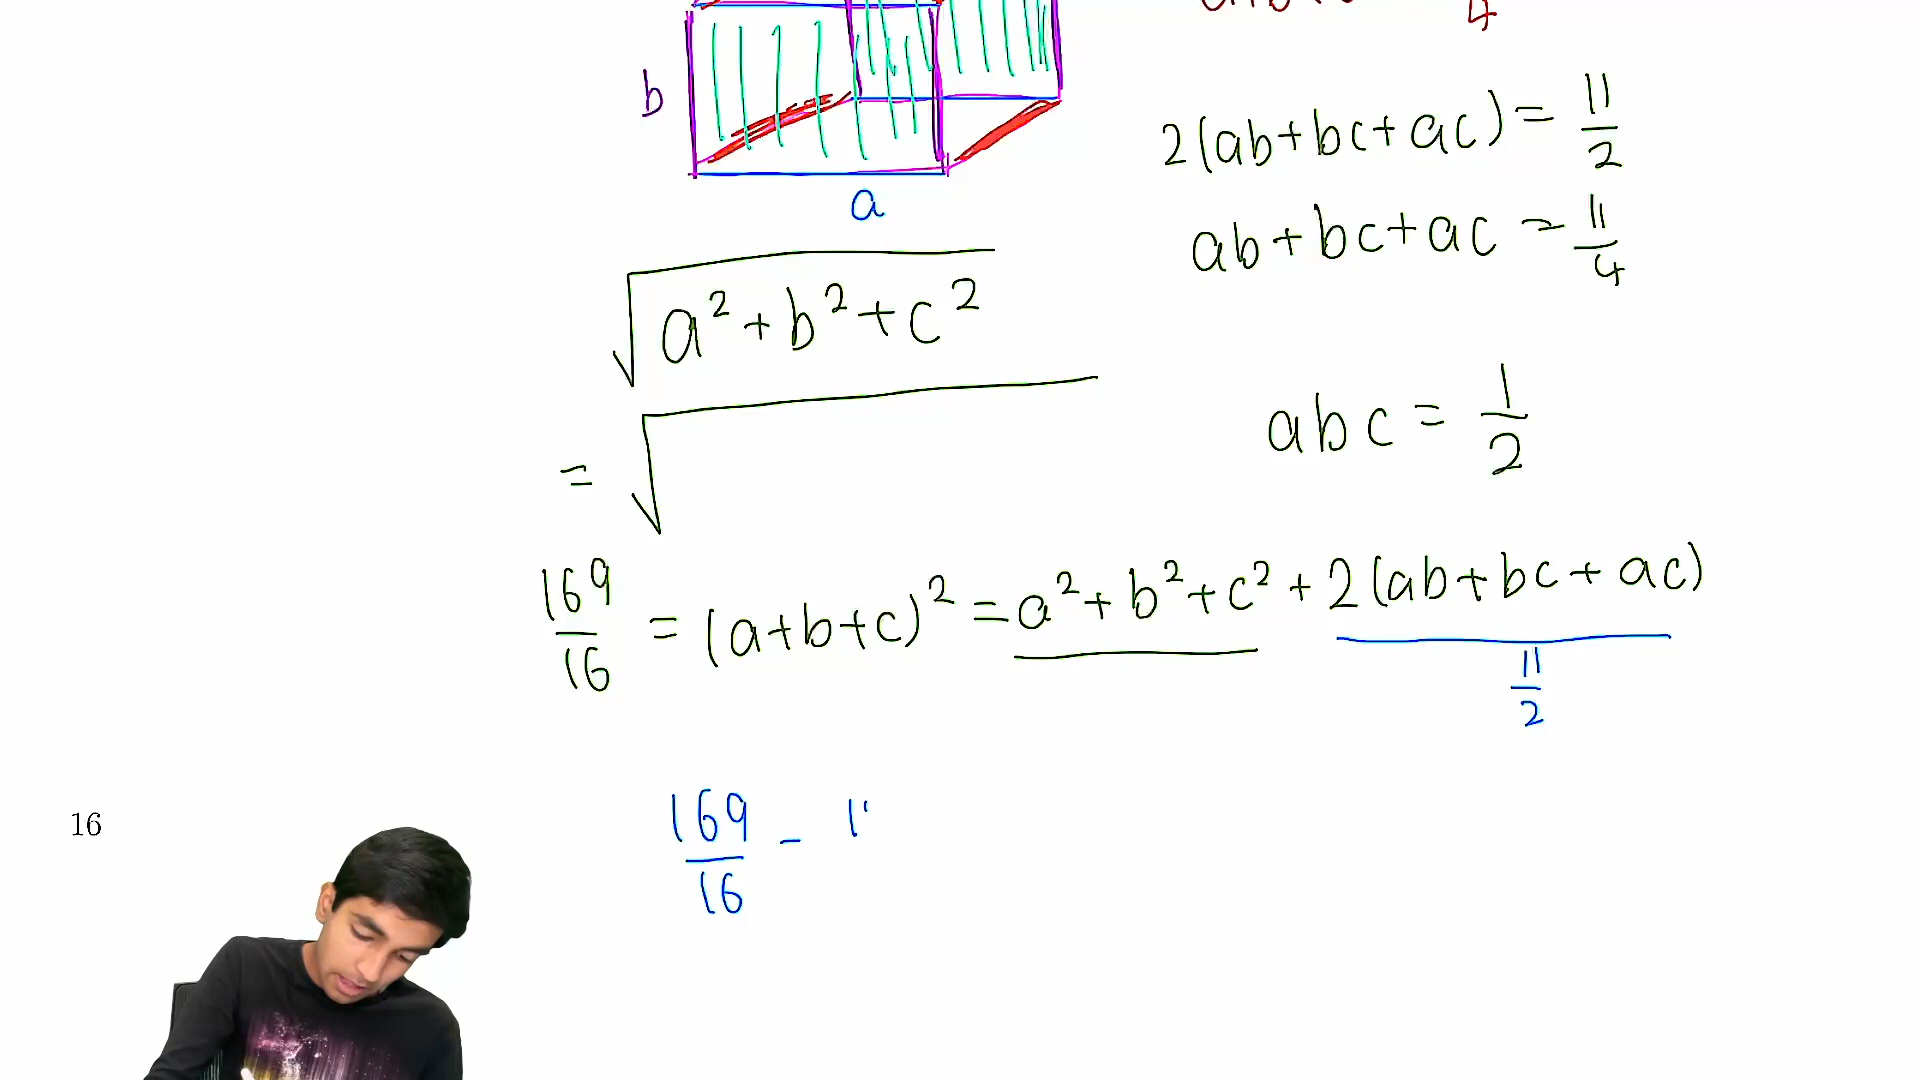 4
b
2(ab+bc+ac) = 11/2
a
ab+bc+ac = 11/4
√(a²+b²+c²)
abc = 1/2
= √
169/16 = (a+b+c)² = a²+b²+c² + 2(ab+bc+ac)
11/2
169/16 - 1
16